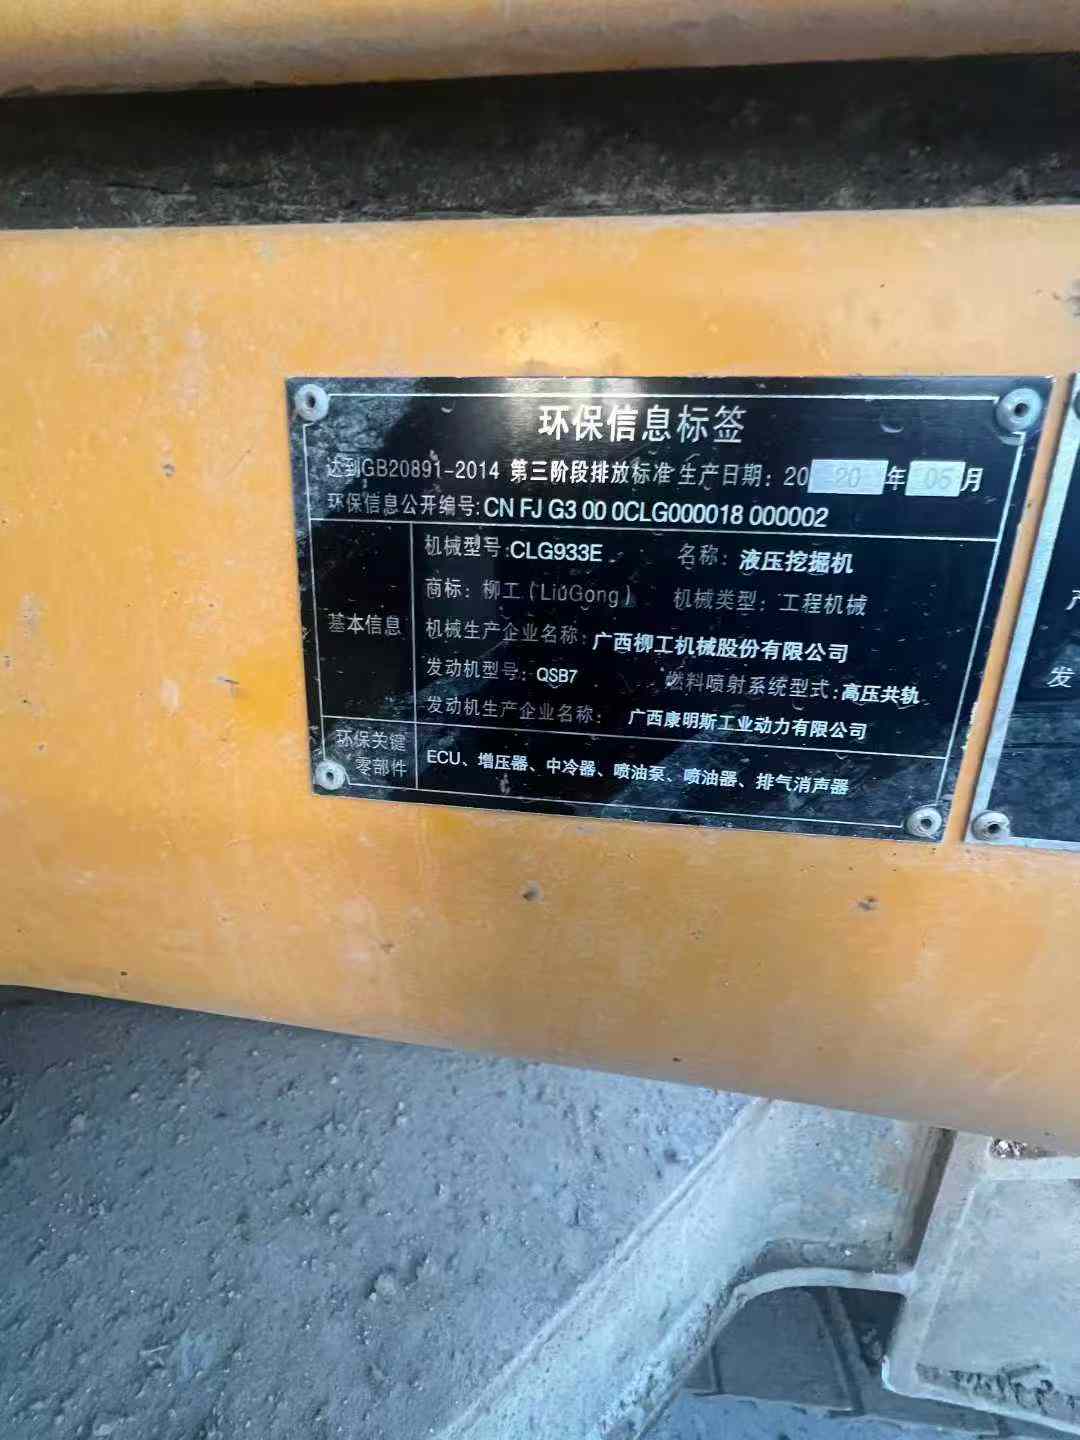 环保信息标签
达到GB20891-2014 第三阶段排放标准 生产日期: 20 20 年 05 月
环保信息公开编号: CN FJ G3 00 0CLG000018 000002
基本信息
机械型号: CLG933E 名称: 液压挖掘机
商标: 柳工(LiuGong) 机械类型: 工程机械
机械生产企业名称: 广西柳工机械股份有限公司
发动机型号: QSB7 燃料喷射系统型式: 高压共轨
发动机生产企业名称: 广西康明斯工业动力有限公司
环保关键
零部件
ECU、增压器、中冷器、喷油泵、喷油器、排气消声器
产
发